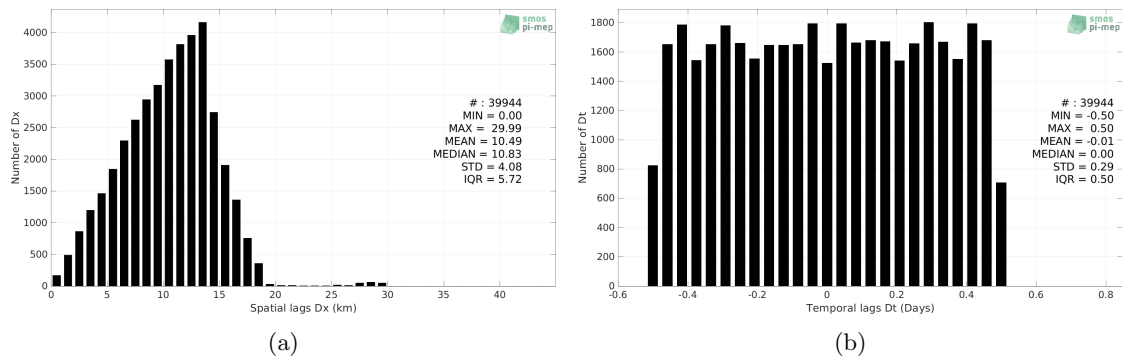 smos
pi-mep
4000
3500
3000
2500
2000
1500
1000
500
0
Number of Dx
# : 39944
MIN = 0.00
MAX = 29.99
MEAN = 10.49
MEDIAN = 10.83
STD = 4.08
IQR = 5.72
0 5 10 15 20 25 30 35 40
Spatial lags Dx (km)
(a)
smos
pi-mep
1800
1600
1400
1200
1000
800
600
400
200
0
Number of Dt
# : 39944
MIN = -0.50
MAX = 0.50
MEAN = -0.01
MEDIAN = 0.00
STD = 0.29
IQR = 0.50
-0.6 -0.4 -0.2 0 0.2 0.4 0.6 0.8
Temporal lags Dt (Days)
(b)